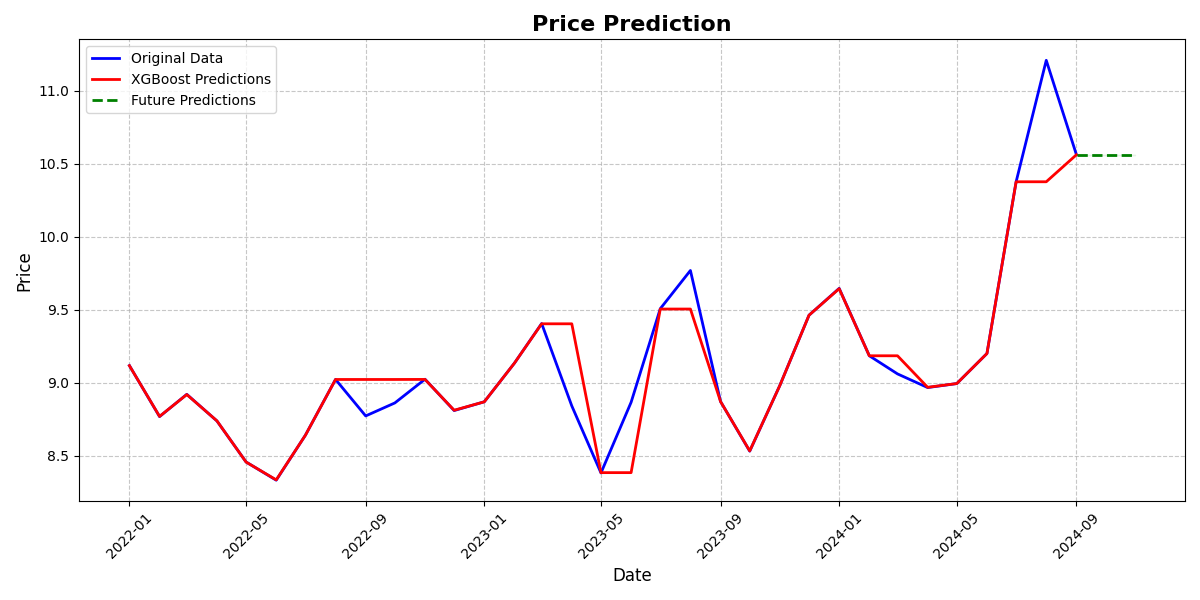 Price Prediction
Original Data
XGBoost Predictions
Future Predictions
Price
11.0
10.5
10.0
9.5
9.0
8.5
2022-01
2022-05
2022-09
2023-01
2023-05
2023-09
2024-01
2024-05
2024-09
Date